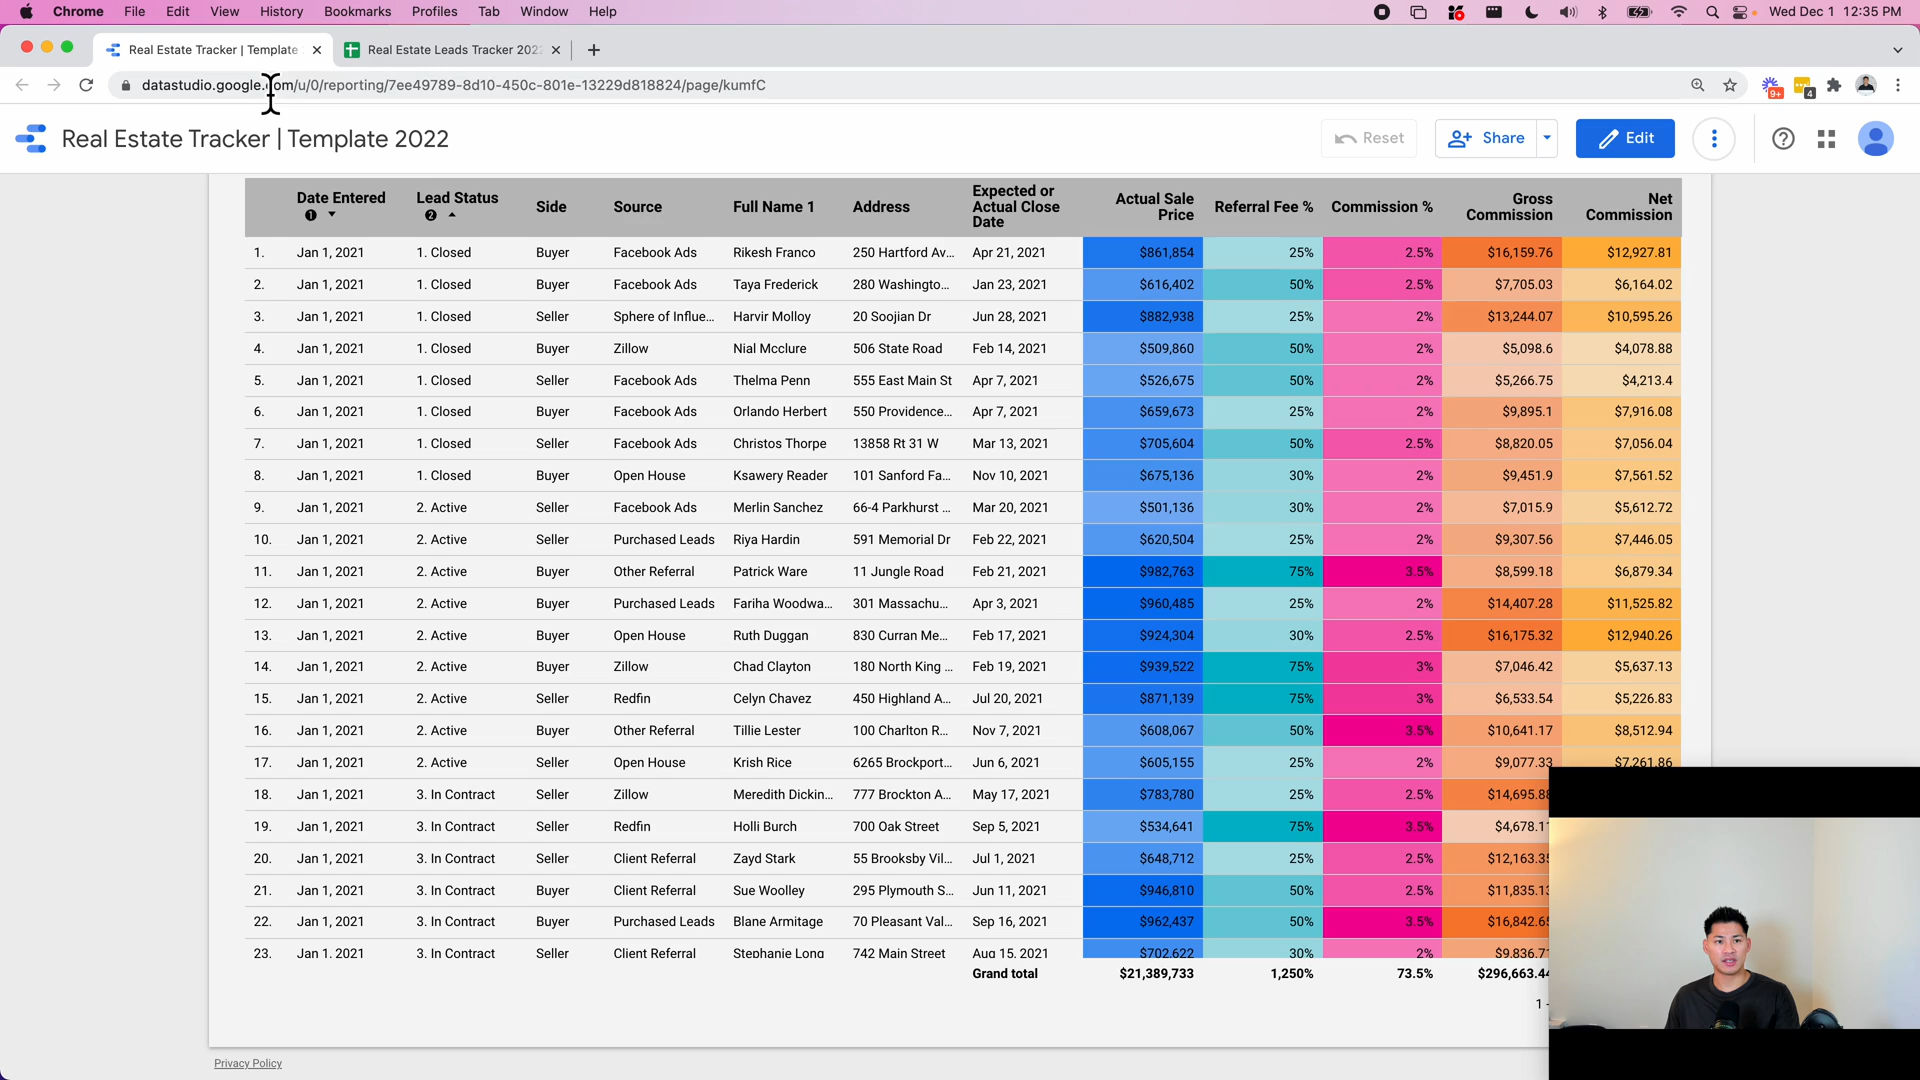 Chrome File Edit View History Bookmarks Profiles Tab Window Help Wed Dec 1 12:35 PM
Real Estate Tracker | Template Real Estate Leads Tracker 202
datastudio.google.com/u/0/reporting/7ee49789-8d10-450c-801e-13229d818824/page/kumfC 9+ 4
Real Estate Tracker | Template 2022 Reset Share Edit
Date Entered 1 Lead Status 2 Side Source Full Name 1 Address Expected or Actual Close Date Actual Sale Price Referral Fee % Commission % Gross Commission Net Commission
1. Jan 1, 2021 1. Closed Buyer Facebook Ads Rikesh Franco 250 Hartford Av... Apr 21, 2021 $861,854 25% 2.5% $16,159.76 $12,927.81
2. Jan 1, 2021 1. Closed Buyer Facebook Ads Taya Frederick 280 Washingto... Jan 23, 2021 $616,402 50% 2.5% $7,705.03 $6,164.02
3. Jan 1, 2021 1. Closed Seller Sphere of Influe... Harvir Molloy 20 Soojian Dr Jun 28, 2021 $882,938 25% 2% $13,244.07 $10,595.26
4. Jan 1, 2021 1. Closed Buyer Zillow Nial Mcclure 506 State Road Feb 14, 2021 $509,860 50% 2% $5,098.6 $4,078.88
5. Jan 1, 2021 1. Closed Seller Facebook Ads Thelma Penn 555 East Main St Apr 7, 2021 $526,675 50% 2% $5,266.75 $4,213.4
6. Jan 1, 2021 1. Closed Buyer Facebook Ads Orlando Herbert 550 Providence... Apr 7, 2021 $659,673 25% 2% $9,895.1 $7,916.08
7. Jan 1, 2021 1. Closed Seller Facebook Ads Christos Thorpe 13858 Rt 31 W Mar 13, 2021 $705,604 50% 2.5% $8,820.05 $7,056.04
8. Jan 1, 2021 1. Closed Buyer Open House Ksawery Reader 101 Sanford Fa... Nov 10, 2021 $675,136 30% 2% $9,451.9 $7,561.52
9. Jan 1, 2021 2. Active Seller Facebook Ads Merlin Sanchez 66-4 Parkhurst ... Mar 20, 2021 $501,136 30% 2% $7,015.9 $5,612.72
10. Jan 1, 2021 2. Active Seller Purchased Leads Riya Hardin 591 Memorial Dr Feb 22, 2021 $620,504 25% 2% $9,307.56 $7,446.05
11. Jan 1, 2021 2. Active Buyer Other Referral Patrick Ware 11 Jungle Road Feb 21, 2021 $982,763 75% 3.5% $8,599.18 $6,879.34
12. Jan 1, 2021 2. Active Buyer Purchased Leads Fariha Woodwa... 301 Massachu... Apr 3, 2021 $960,485 25% 2% $14,407.28 $11,525.82
13. Jan 1, 2021 2. Active Buyer Open House Ruth Duggan 830 Curran Me... Feb 17, 2021 $924,304 30% 2.5% $16,175.32 $12,940.26
14. Jan 1, 2021 2. Active Buyer Zillow Chad Clayton 180 North King ... Feb 19, 2021 $939,522 75% 3% $7,046.42 $5,637.13
15. Jan 1, 2021 2. Active Seller Redfin Celyn Chavez 450 Highland A... Jul 20, 2021 $871,139 75% 3% $6,533.54 $5,226.83
16. Jan 1, 2021 2. Active Buyer Other Referral Tillie Lester 100 Charlton R... Nov 7, 2021 $608,067 50% 3.5% $10,641.17 $8,512.94
17. Jan 1, 2021 2. Active Seller Open House Krish Rice 6265 Brockport... Jun 6, 2021 $605,155 25% 2% $9,077.33 $7,261.86
18. Jan 1, 2021 3. In Contract Seller Zillow Meredith Dickin... 777 Brockton A... May 17, 2021 $783,780 25% 2.5% $14,695.88
19. Jan 1, 2021 3. In Contract Seller Redfin Holli Burch 700 Oak Street Sep 5, 2021 $534,641 75% 3.5% $4,678.11
20. Jan 1, 2021 3. In Contract Seller Client Referral Zayd Stark 55 Brooksby Vil... Jul 1, 2021 $648,712 25% 2.5% $12,163.35
21. Jan 1, 2021 3. In Contract Buyer Client Referral Sue Woolley 295 Plymouth S... Jun 11, 2021 $946,810 50% 2.5% $11,835.13
22. Jan 1, 2021 3. In Contract Buyer Purchased Leads Blane Armitage 70 Pleasant Val... Sep 16, 2021 $962,437 50% 3.5% $16,842.65
23. Jan 1, 2021 3. In Contract Seller Client Referral Stephanie Long 742 Main Street Aug 15, 2021 $702,622 30% 2% $9,836.71
Grand total $21,389,733 1,250% 73.5% $296,663.44
1 -
Privacy Policy